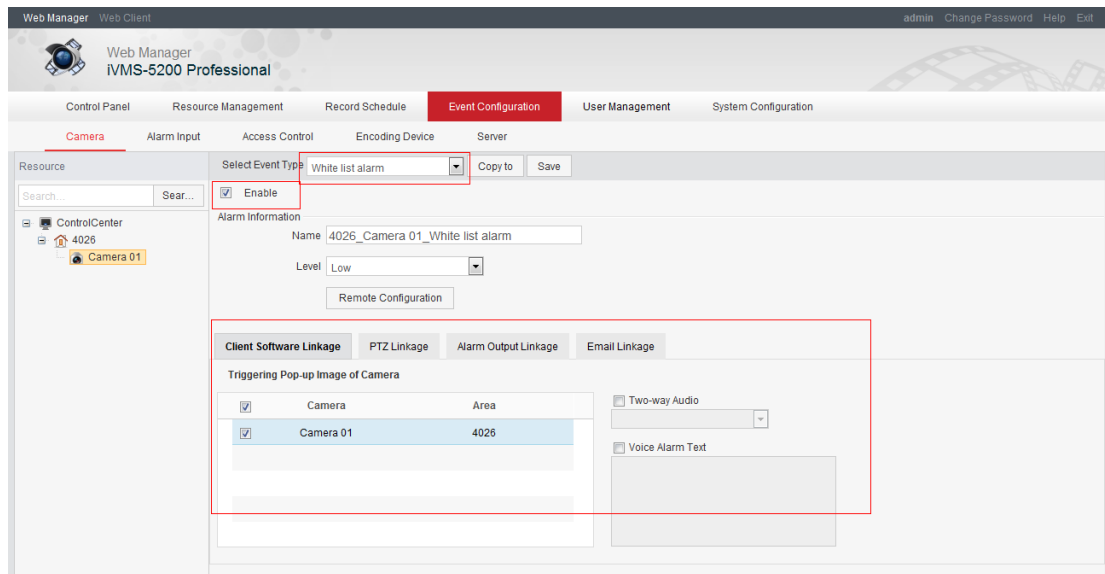 Web Manager Web Client admin Change Password Help Exit
Web Manager
iVMS-5200 Professional
Control Panel Resource Management Record Schedule Event Configuration User Management System Configuration
Camera Alarm Input Access Control Encoding Device Server
Resource
Select Event Type White list alarm Copy to Save
Search... Sear...
Enable
ControlCenter
4026
Camera 01
Alarm Information
Name 4026_Camera 01_White list alarm
Level Low
Remote Configuration
Client Software Linkage PTZ Linkage Alarm Output Linkage Email Linkage
Triggering Pop-up Image of Camera
Camera Area
Camera 01 4026
Two-way Audio
Voice Alarm Text